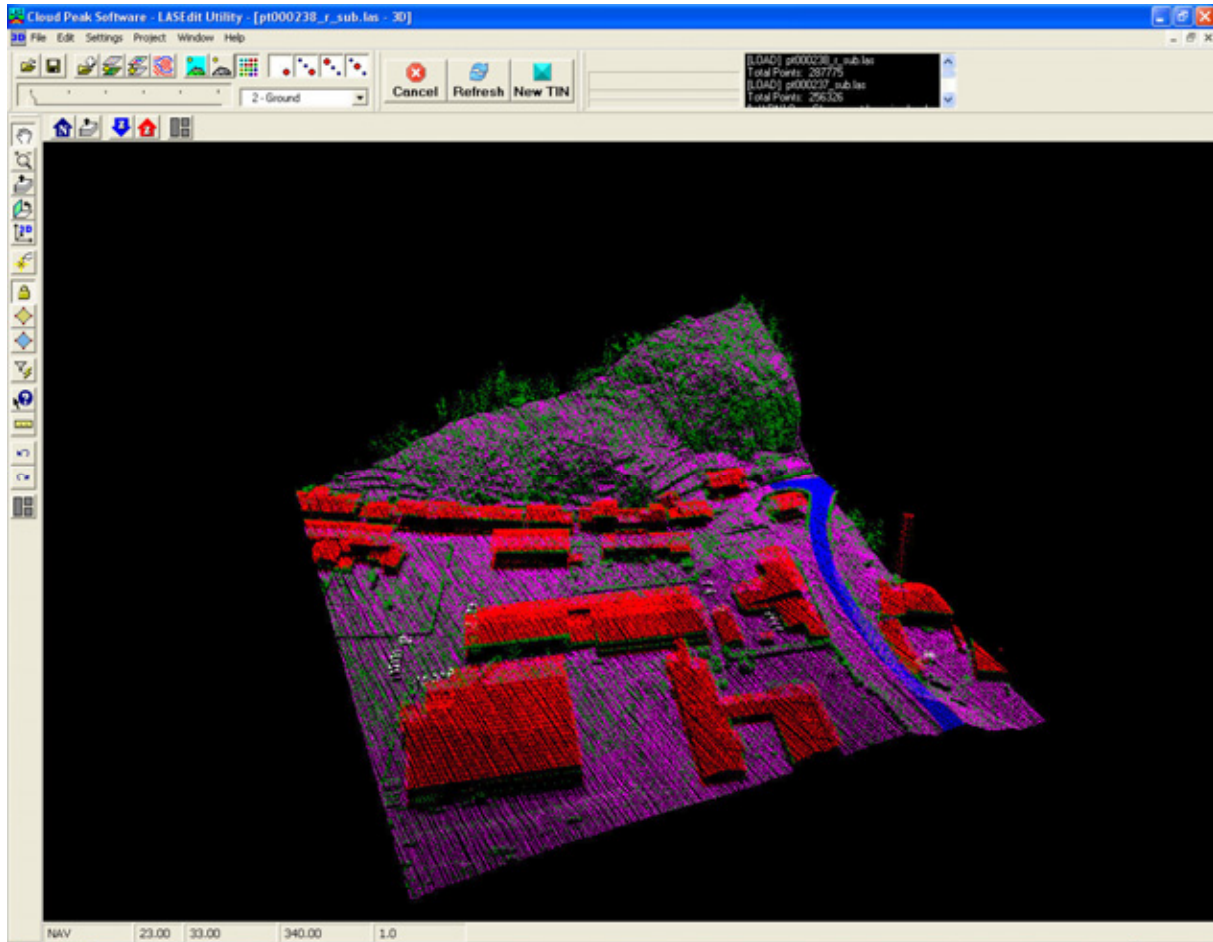 Cloud Peak Software - LASEdit Utility - [pt000238_r_sub.las - 3D]
3D File Edit Settings Project Window Help
2 - Ground
Cancel Refresh New TIN
[LOAD] pt000238_r_sub.las
Total Points: 287775
[LOAD] pt000237_sub.las
Total Points: 256326
N Z Z
2D
NAV 23.00 33.00 340.00 1.0